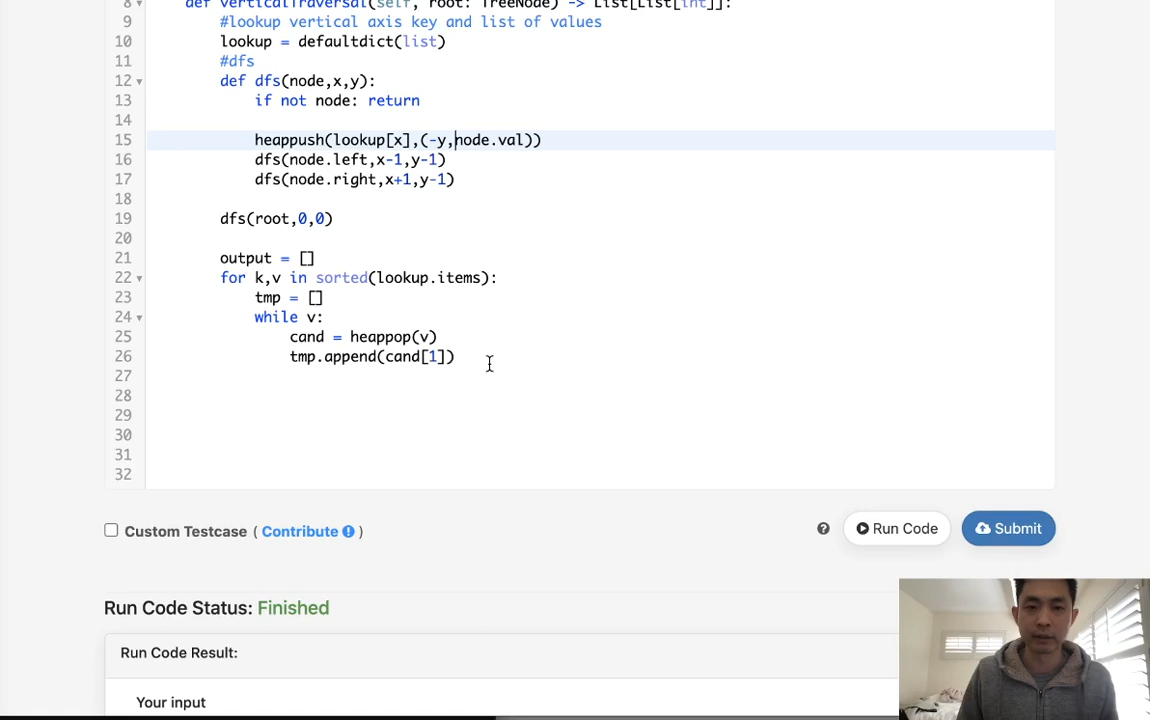 8 def verticalTraversal(self, root: TreeNode) -> List[List[int]]:
9 #lookup vertical axis key and list of values
10 lookup = defaultdict(list)
11 #dfs
12 def dfs(node,x,y):
13 if not node: return
14
15 heappush(lookup[x],(-y,node.val))
16 dfs(node.left,x-1,y-1)
17 dfs(node.right,x+1,y-1)
18
19 dfs(root,0,0)
20
21 output = []
22 for k,v in sorted(lookup.items):
23 tmp = []
24 while v:
25 cand = heappop(v)
26 tmp.append(cand[1])
27
28
29
30
31
32
Custom Testcase ( Contribute ! )
? Run Code Submit
Run Code Status: Finished
Run Code Result:
Your input